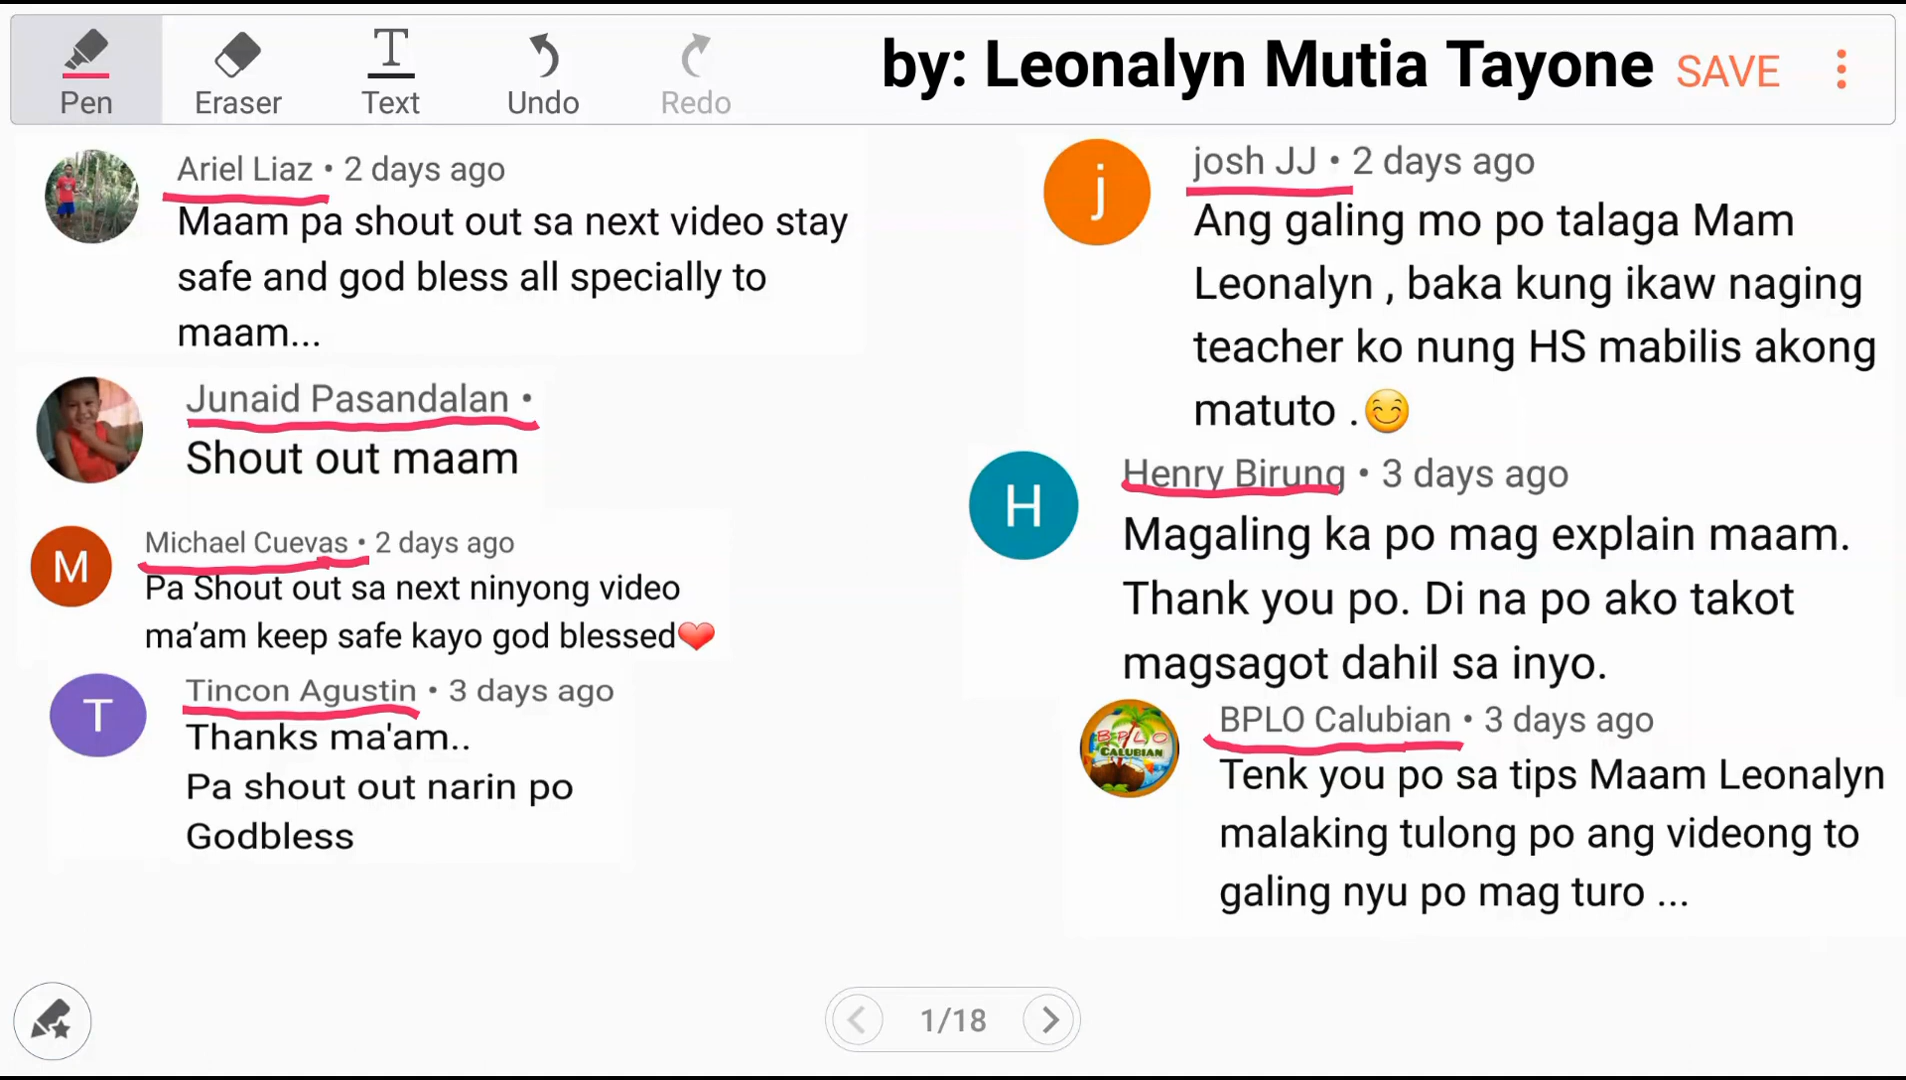 Pen
Eraser
Text
Undo
Redo
by: Leonalyn Mutia Tayone
SAVE
Ariel Liaz • 2 days ago
Maam pa shout out sa next video stay
safe and god bless all specially to
maam...
Junaid Pasandalan •
Shout out maam
M
Michael Cuevas • 2 days ago
Pa Shout out sa next ninyong video
ma’am keep safe kayo god blessed❤
T
Tincon Agustin • 3 days ago
Thanks ma'am..
Pa shout out narin po
Godbless
j
josh JJ • 2 days ago
Ang galing mo po talaga Mam
Leonalyn , baka kung ikaw naging
teacher ko nung HS mabilis akong
matuto .😊
H
Henry Birung • 3 days ago
Magaling ka po mag explain maam.
Thank you po. Di na po ako takot
magsagot dahil sa inyo.
BPLO
CALUBIAN
BPLO Calubian • 3 days ago
Tenk you po sa tips Maam Leonalyn
malaking tulong po ang videong to
galing nyu po mag turo ...
1/18